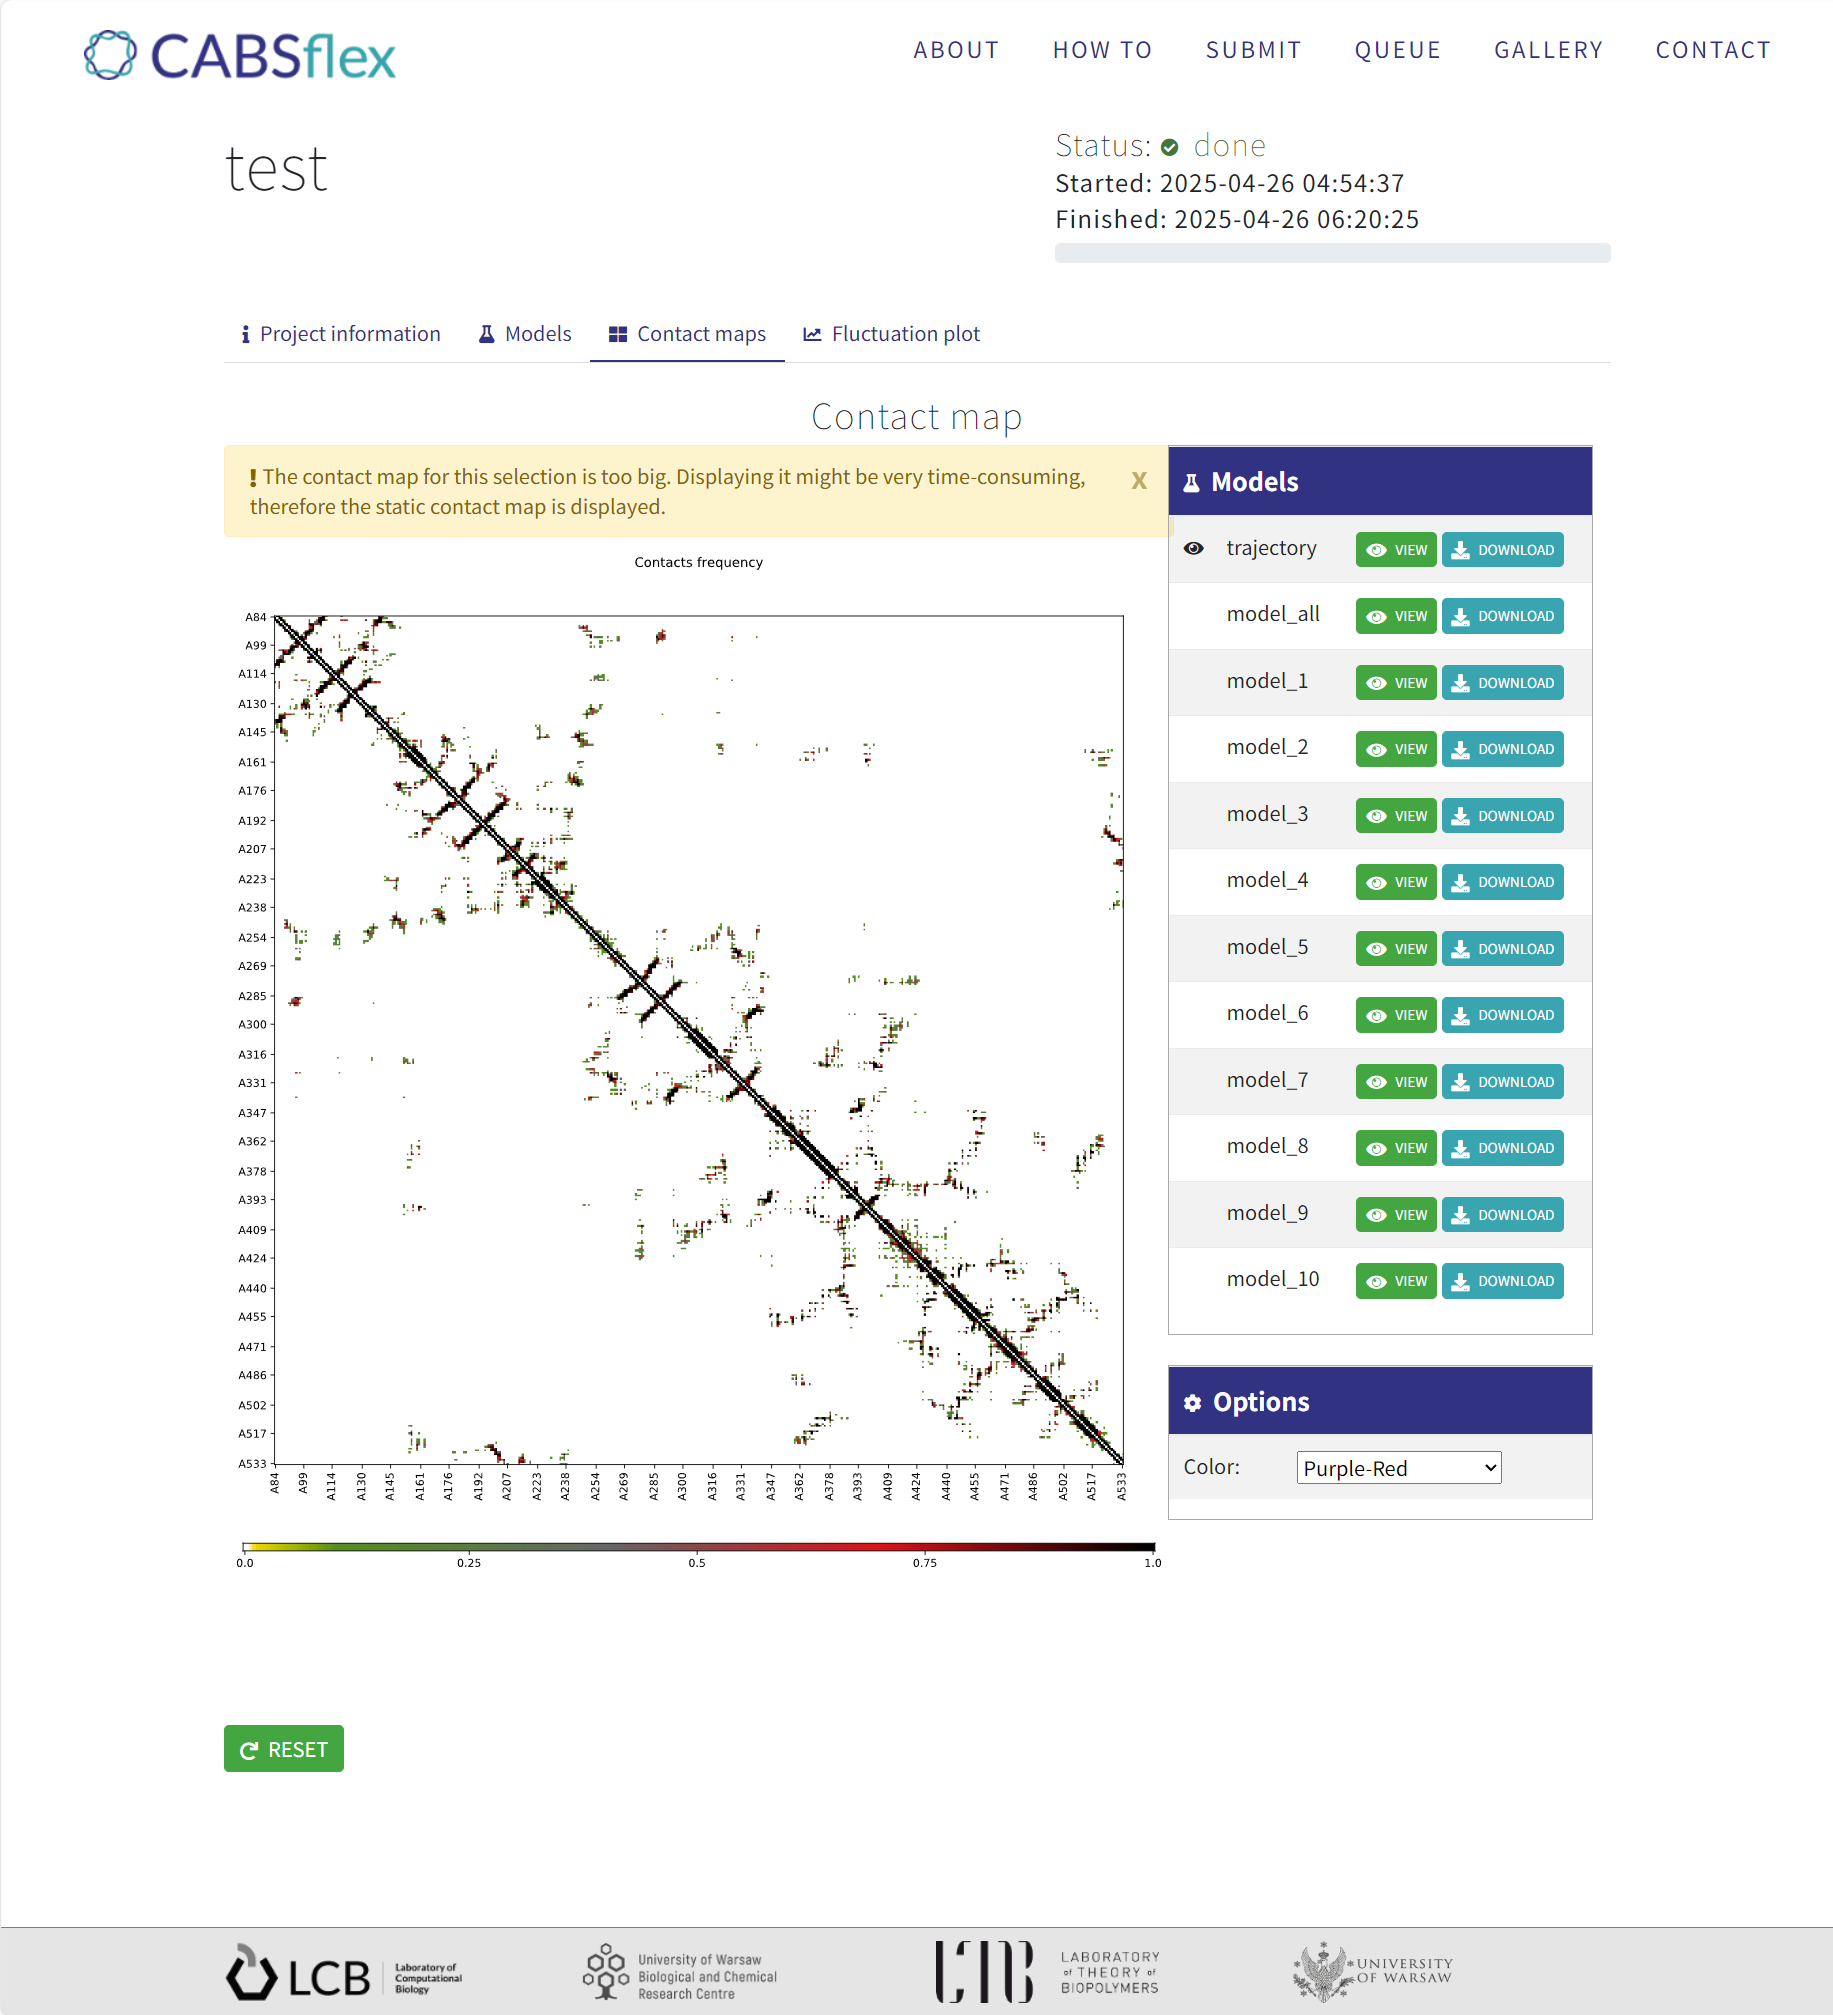 CABSflex
ABOUT HOW TO SUBMIT QUEUE GALLERY CONTACT
test
Status: done
Started: 2025-04-26 04:54:37
Finished: 2025-04-26 06:20:25
Project information Models Contact maps Fluctuation plot
Contact map
! The contact map for this selection is too big. Displaying it might be very time-consuming,
therefore the static contact map is displayed.
X
Contacts frequency
A84
A99
A114
A130
A145
A161
A176
A192
A207
A223
A238
A254
A269
A285
A300
A316
A331
A347
A362
A378
A393
A409
A424
A440
A455
A471
A486
A502
A517
A533
A84 A99 A114 A130 A145 A161 A176 A192 A207 A223 A238 A254 A269 A285 A300 A316 A331 A347 A362 A378 A393 A409 A424 A440 A455 A471 A486 A502 A517 A533
0.0 0.25 0.5 0.75 1.0
Models
trajectory VIEW DOWNLOAD
model_all VIEW DOWNLOAD
model_1 VIEW DOWNLOAD
model_2 VIEW DOWNLOAD
model_3 VIEW DOWNLOAD
model_4 VIEW DOWNLOAD
model_5 VIEW DOWNLOAD
model_6 VIEW DOWNLOAD
model_7 VIEW DOWNLOAD
model_8 VIEW DOWNLOAD
model_9 VIEW DOWNLOAD
model_10 VIEW DOWNLOAD
Options
Color: Purple-Red
RESET
LCB
Laboratory of
Computational
Biology
University of Warsaw
Biological and Chemical
Research Centre
LTB
LABORATORY
of THEORY of
BIOPOLYMERS
UNIVERSITY
OF WARSAW